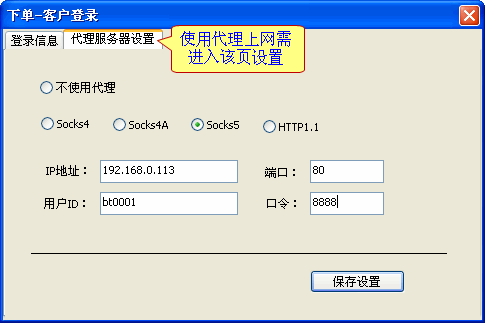 下单-客户登录
登录信息
代理服务器设置
使用代理上网需
进入该页设置
不使用代理
Socks4
Socks4A
Socks5
HTTP1.1
IP地址：
192.168.0.113
端口：
80
用户ID：
bt0001
口令：
8888
保存设置